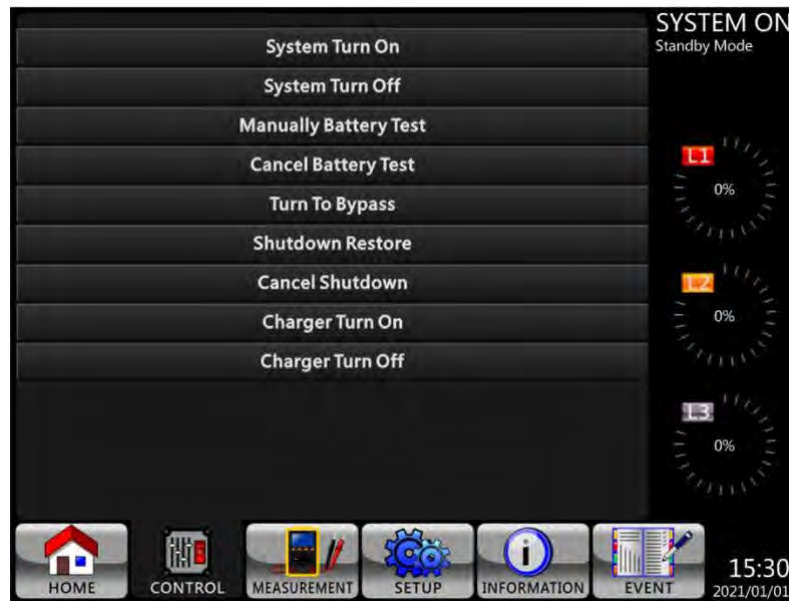 SYSTEM ON
Standby Mode
System Turn On
System Turn Off
Manually Battery Test
Cancel Battery Test
Turn To Bypass
Shutdown Restore
Cancel Shutdown
Charger Turn On
Charger Turn Off
L1
0%
L2
0%
L3
0%
HOME
CONTROL
MEASUREMENT
SETUP
INFORMATION
EVENT
15:30
2021/01/01